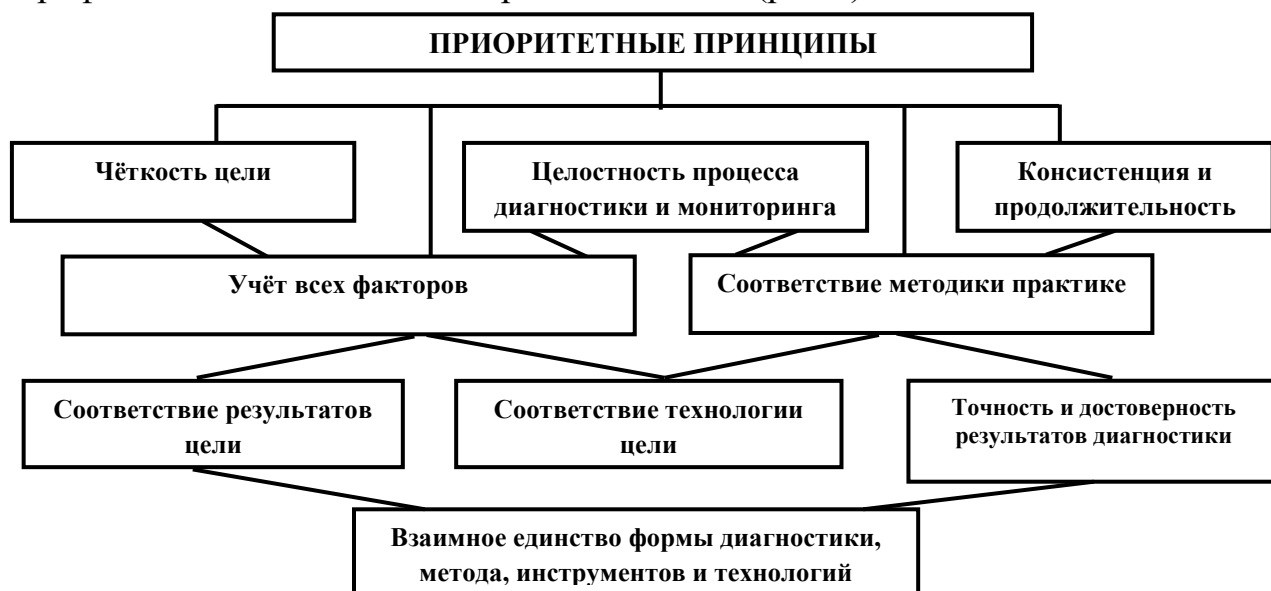 ПРИОРИТЕТНЫЕ ПРИНЦИПЫ
Чёткость цели
Целостность процесса
диагностики и мониторинга
Консистенция и
продолжительность
Учёт всех факторов
Соответствие методики практике
Соответствие результатов
цели
Соответствие технологии
цели
Точность и достоверность
результатов диагностики
Взаимное единство формы диагностики,
метода, инструментов и технологий